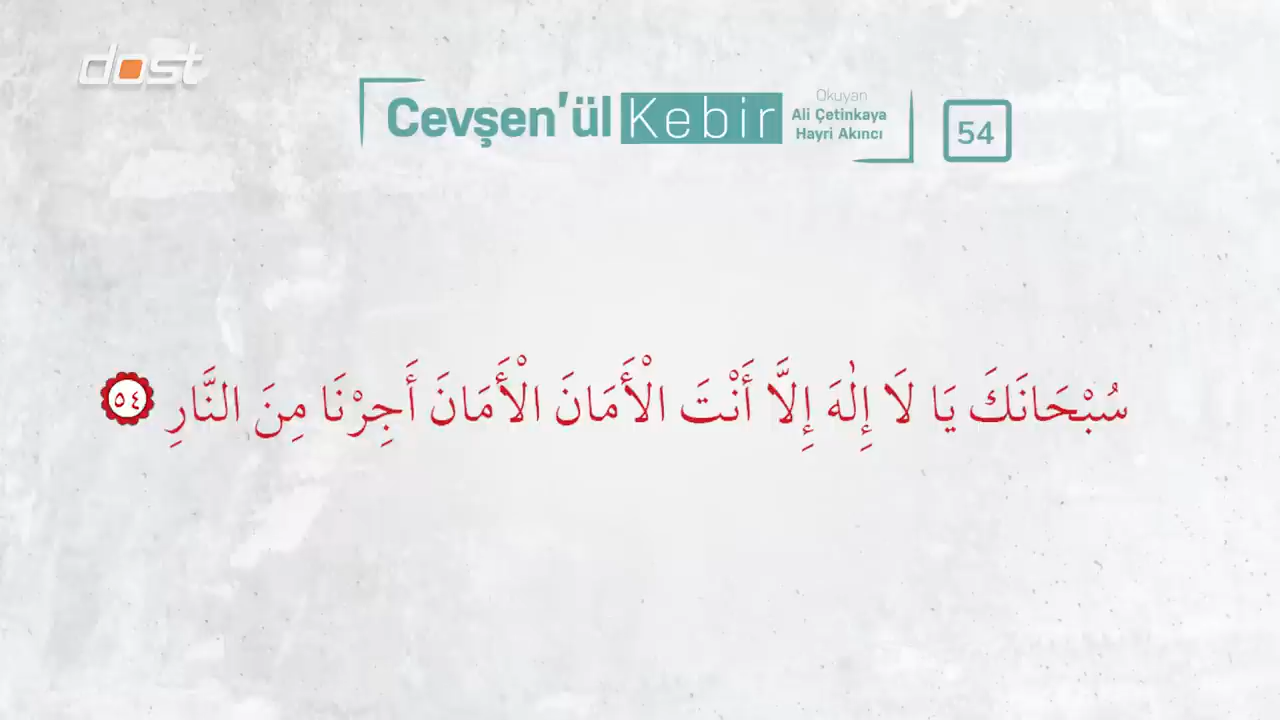 dost
Cevşen'ül Kebir
Okuyan
Ali Çetinkaya
Hayri Akıncı
54
سُبْحَانَكَ يَا لَا إِلٰهَ إِلَّا أَنْتَ الْأَمَانَ الْأَمَانَ أَجِرْنَا مِنَ النَّارِ ٥٤